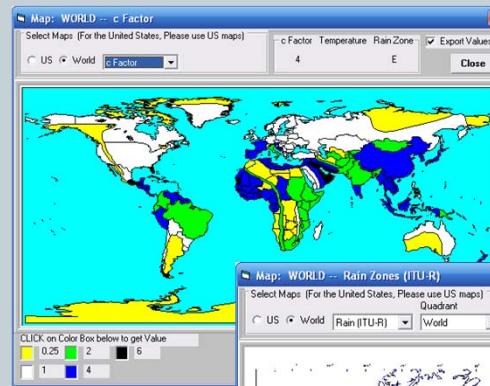 Map: WORLD -- c Factor
Select Maps (For the United States, Please use US maps)
US World c Factor
c Factor Temperature Rain Zone
4 E
Export Values
Close
CLICK on Color Box below to get Value
0.25 2 6
1 4
Map: WORLD -- Rain Zones (ITU-R)
Select Maps (For the United States, Please use US maps)
Quadrant
US World Rain (ITU-R) World